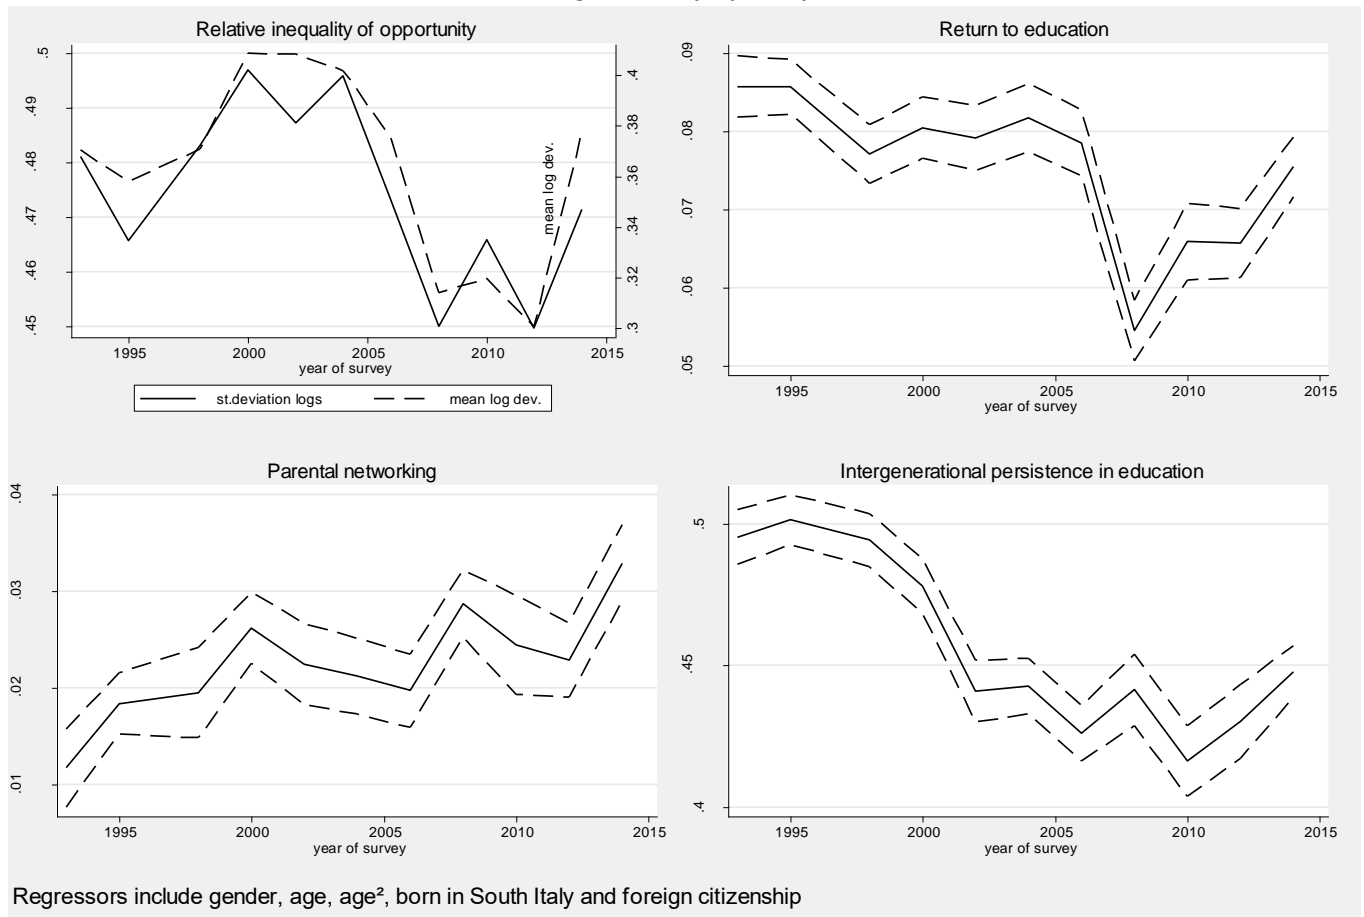 Relative inequality of opportunity
.5
.49
.48
.47
.46
.45
.4
.38
.36
.34
.32
.3
mean log dev.
1995 2000 2005 2010 2015
year of survey
st.deviation logs mean log dev.
Return to education
.09
.08
.07
.06
.05
1995 2000 2005 2010 2015
year of survey
Parental networking
.04
.03
.02
.01
1995 2000 2005 2010 2015
year of survey
Intergenerational persistence in education
.5
.45
.4
1995 2000 2005 2010 2015
year of survey
Regressors include gender, age, age², born in South Italy and foreign citizenship